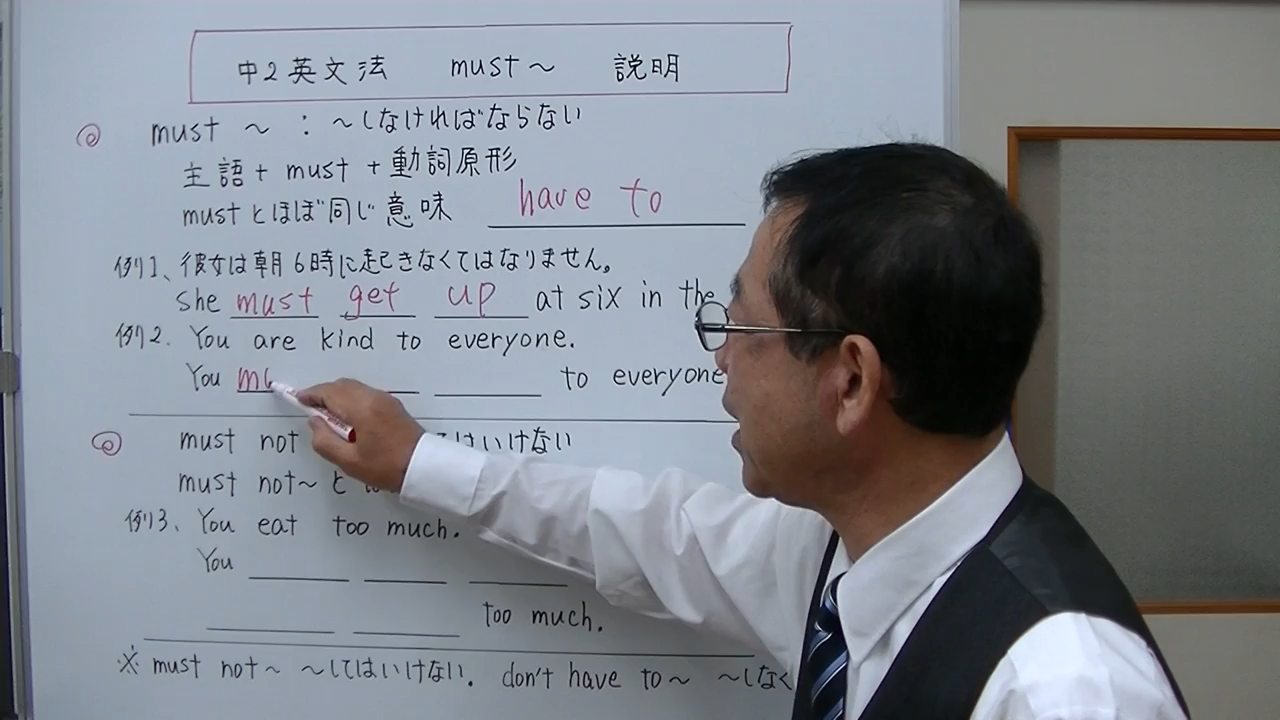 中2英文法 must～ 説明
◎ must ～ : ～しなければならない
主語 + must + 動詞原形
mustとほぼ同じ意味 have to
例1、彼女は朝6時に起きなくてはなりません。
She must get up at six in the
例2. You are kind to everyone.
You mu to everyone
◎ must not てはいけない
must not～ と
例3、You eat too much.
You
too much.
※ must not～ ～してはいけない. don't have to～ ～しなく